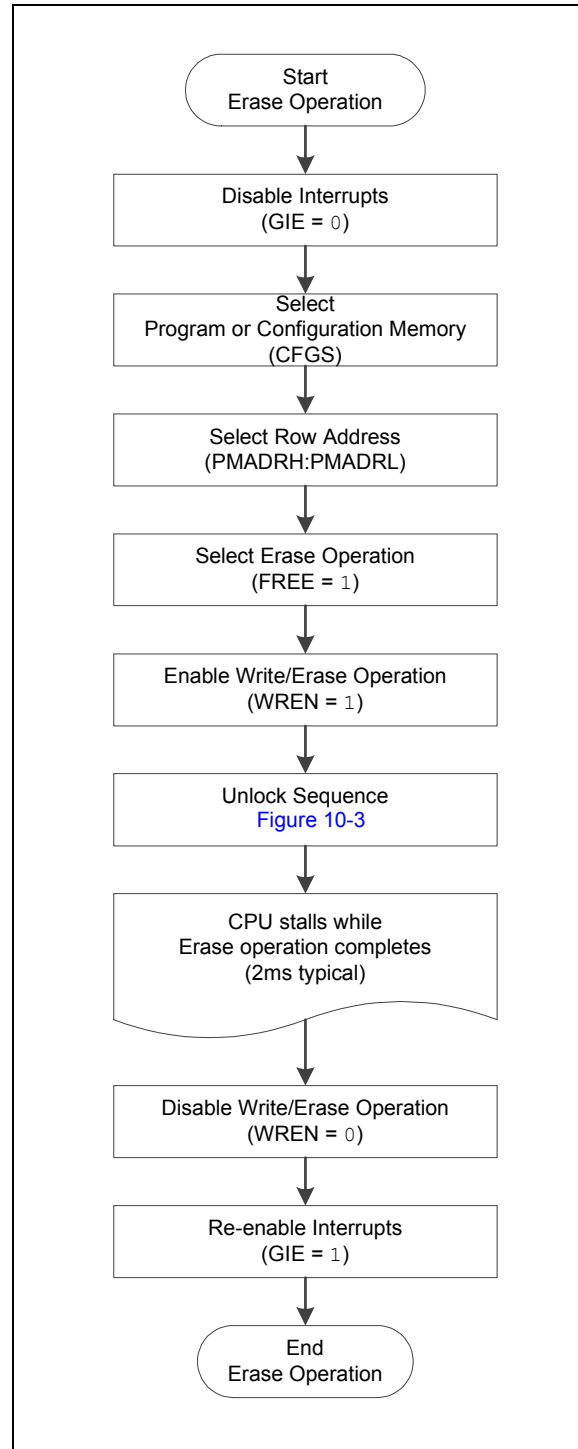 Start
Erase Operation
Disable Interrupts
(GIE = 0)
Select
Program or Configuration Memory
(CFGS)
Select Row Address
(PMADRH:PMADRL)
Select Erase Operation
(FREE = 1)
Enable Write/Erase Operation
(WREN = 1)
Unlock Sequence
Figure 10-3
CPU stalls while
Erase operation completes
(2ms typical)
Disable Write/Erase Operation
(WREN = 0)
Re-enable Interrupts
(GIE = 1)
End
Erase Operation